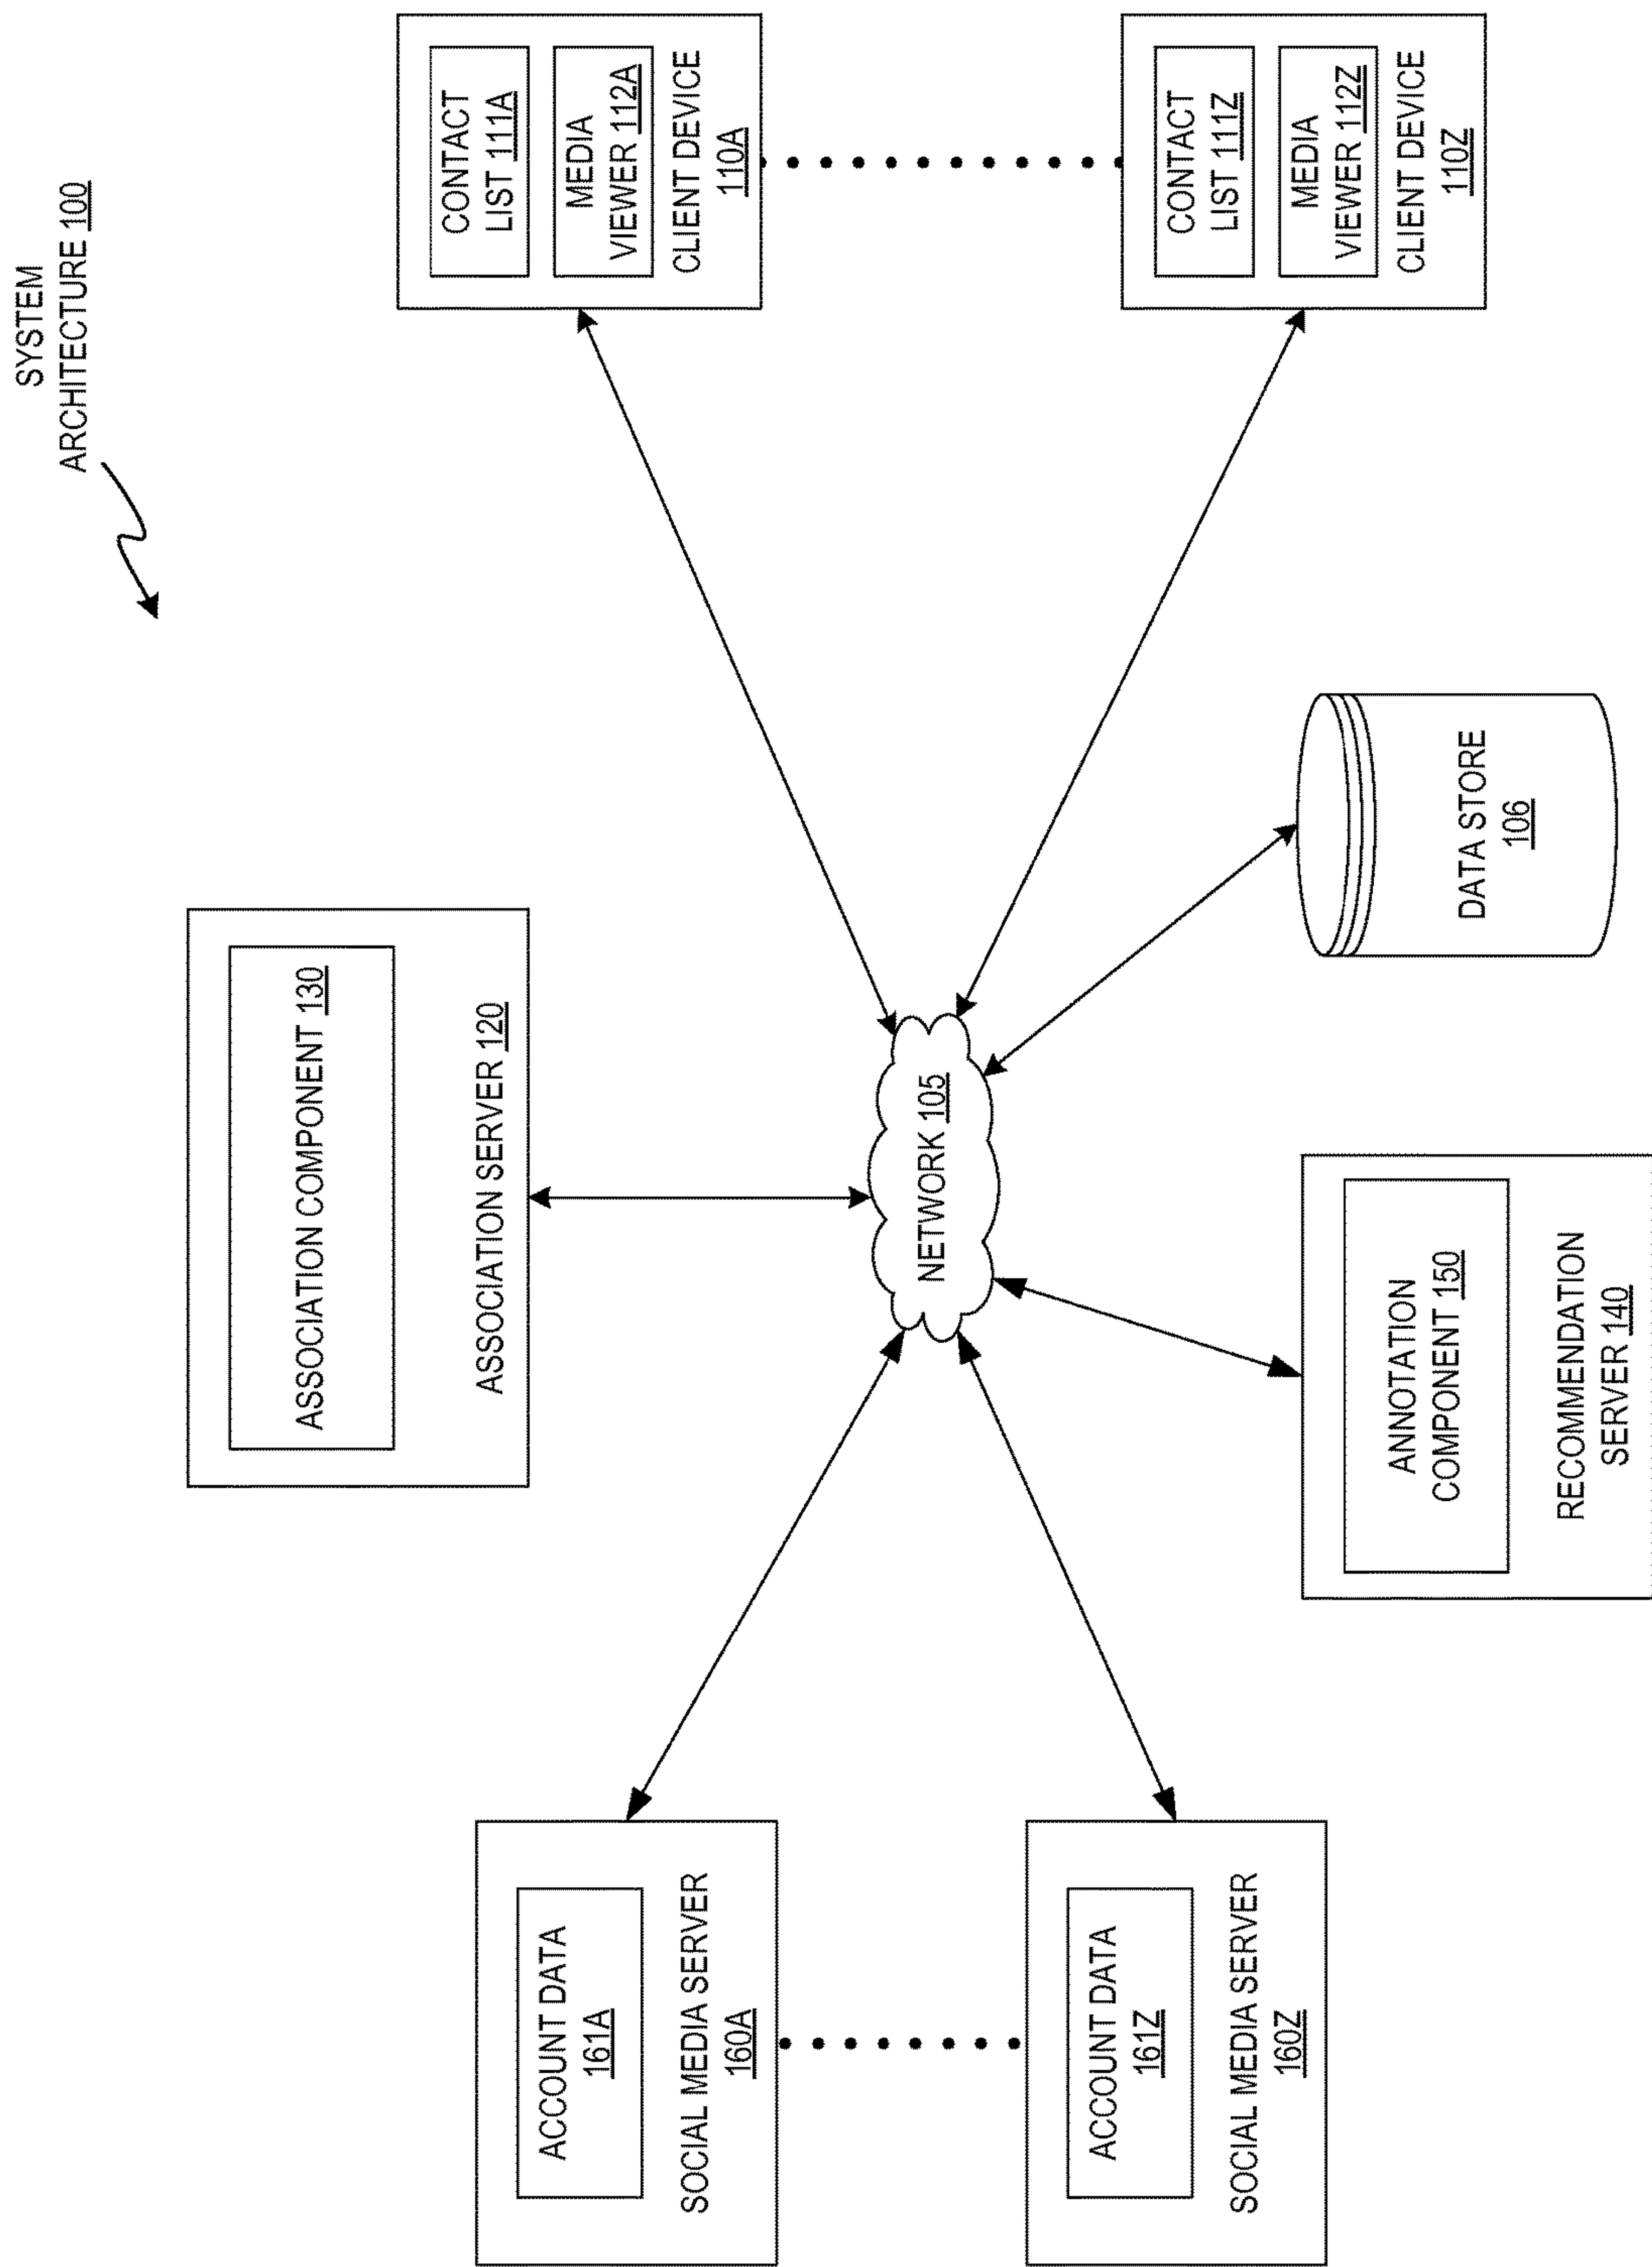 SYSTEM
ARCHITECTURE 100
ASSOCIATION COMPONENT 130
ASSOCIATION SERVER 120
ACCOUNT DATA
161A
SOCIAL MEDIA SERVER
160A
ACCOUNT DATA
161Z
SOCIAL MEDIA SERVER
160Z
NETWORK 105
CONTACT
LIST 111A
MEDIA
VIEWER 112A
CLIENT DEVICE
110A
CONTACT
LIST 111Z
MEDIA
VIEWER 112Z
CLIENT DEVICE
110Z
ANNOTATION
COMPONENT 150
RECOMMENDATION
SERVER 140
DATA STORE
106